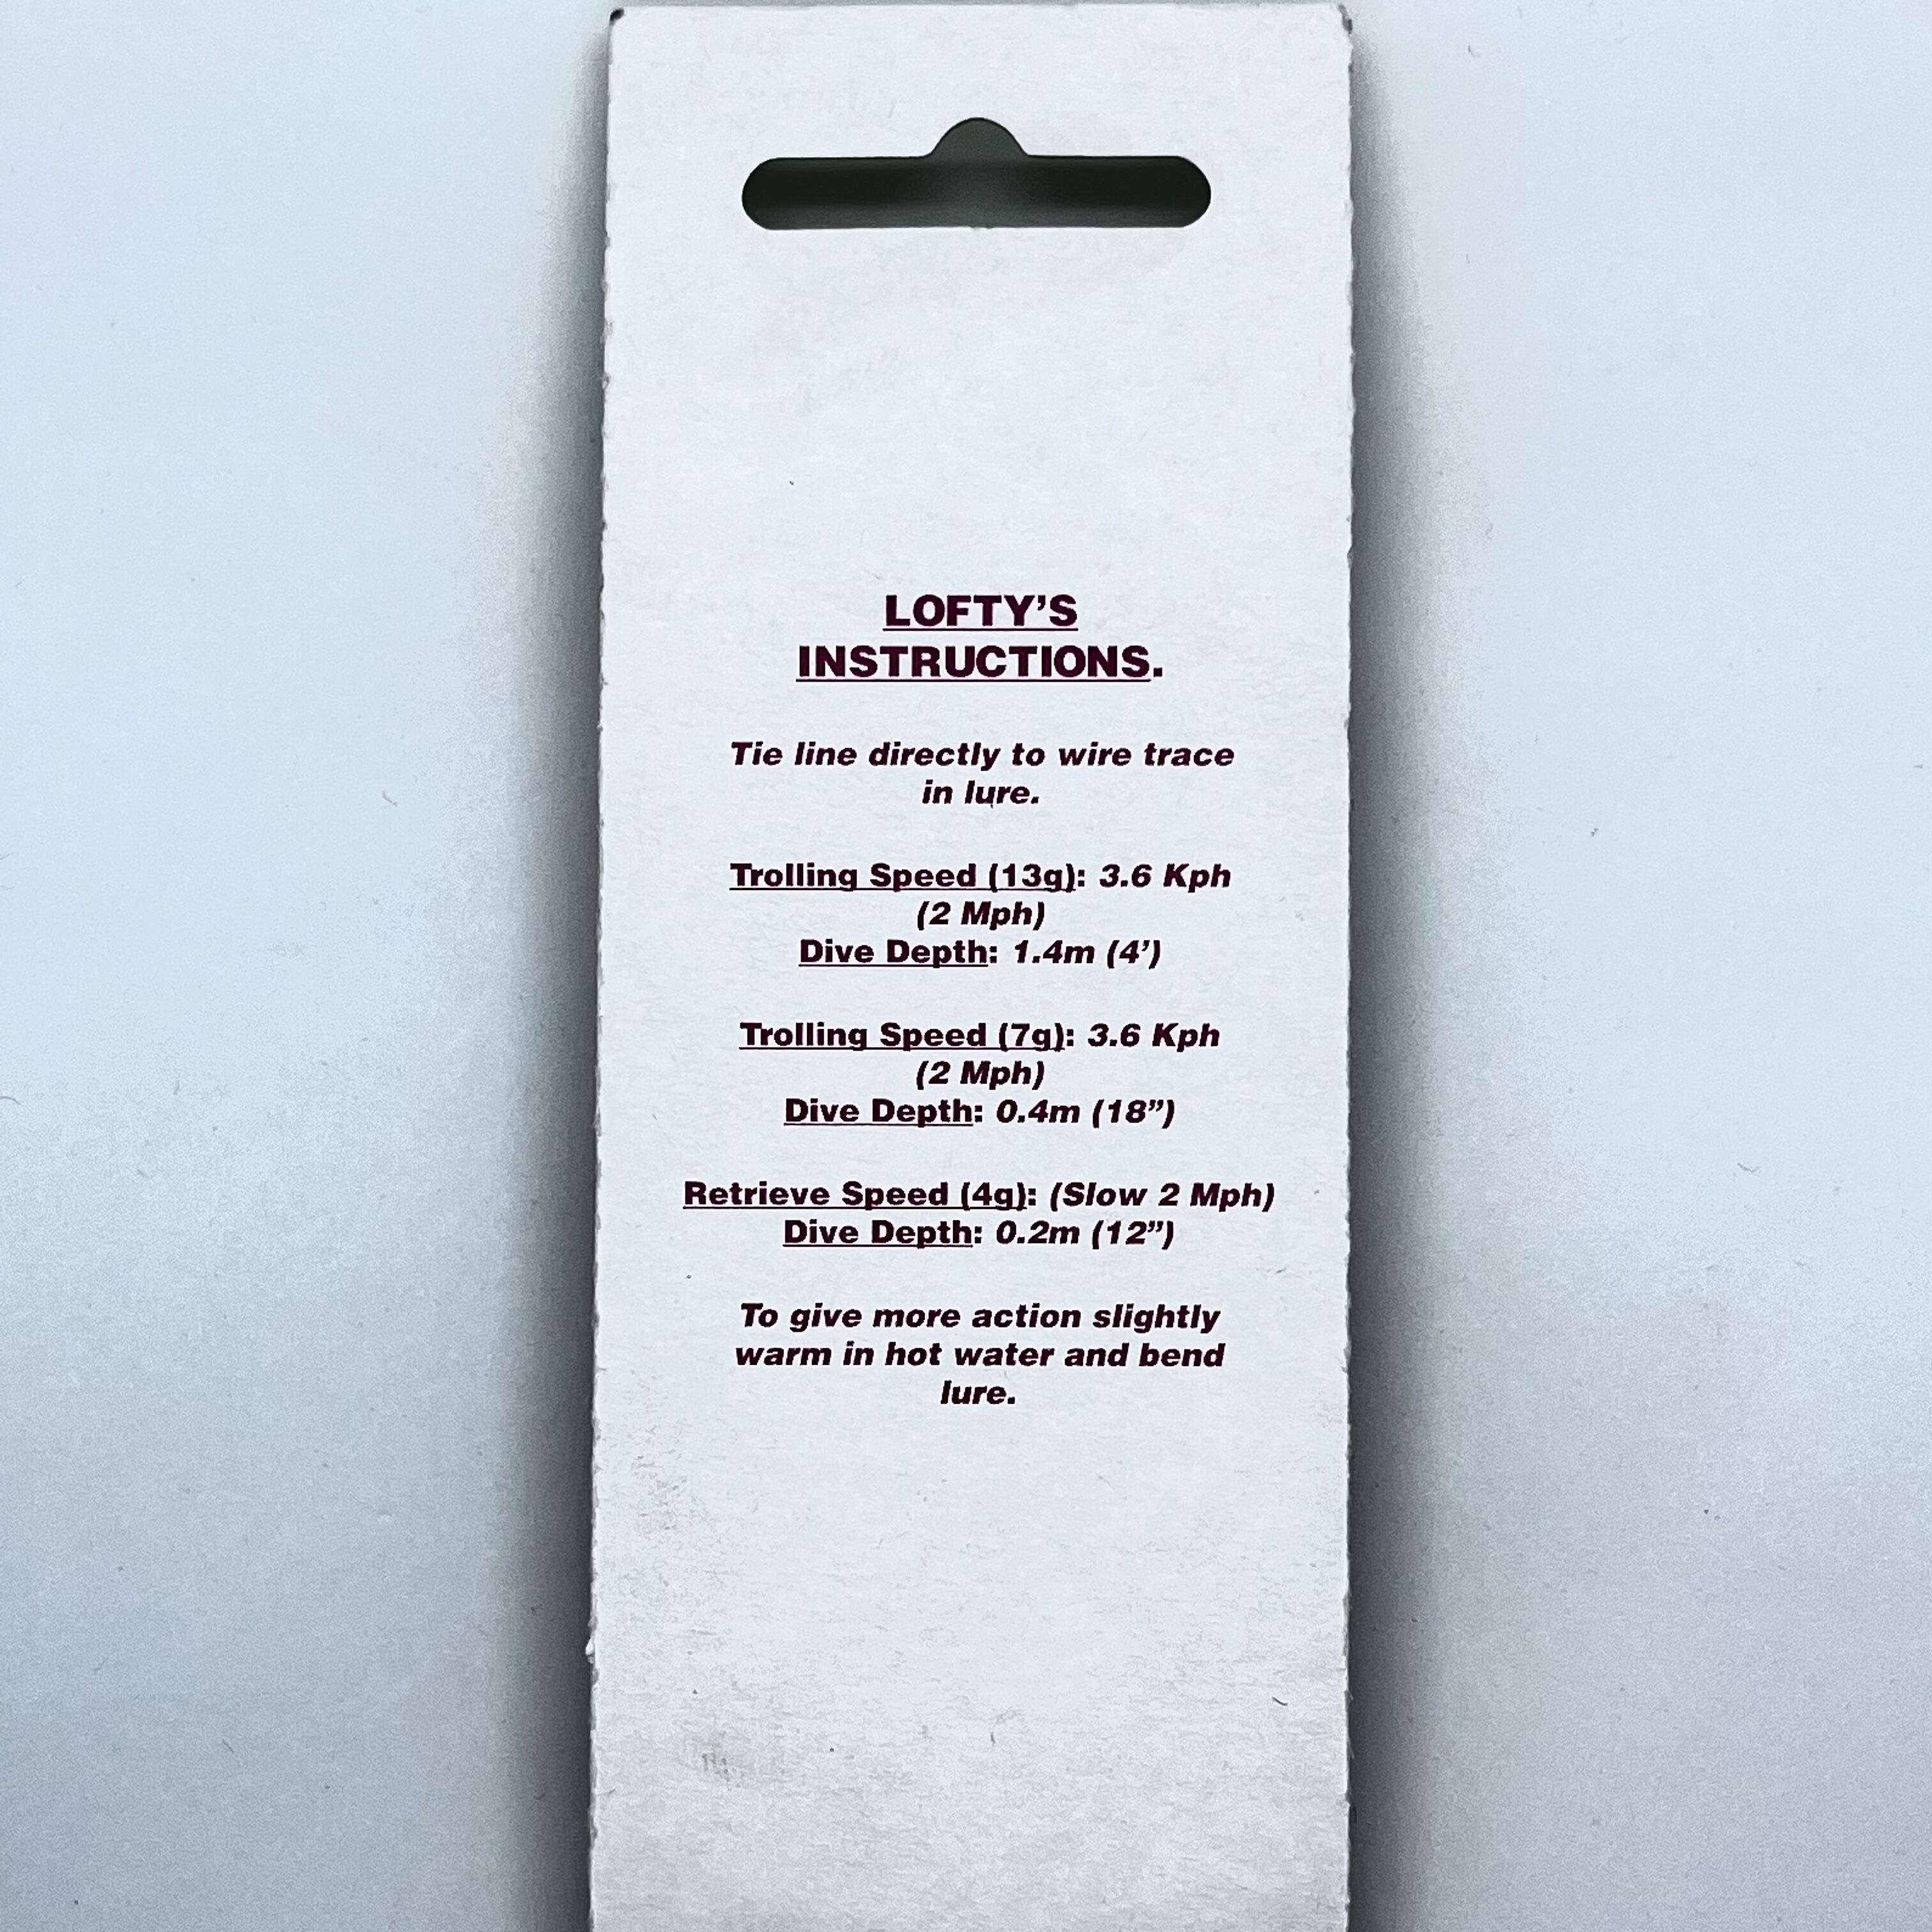 LOFTY’S
INSTRUCTIONS.
Tie line directly to wire trace
in lure.
Trolling Speed (13g): 3.6 Kph
(2 Mph)
Dive Depth: 1.4m (4’)
Trolling Speed (7g): 3.6 Kph
(2 Mph)
Dive Depth: 0.4m (18”)
Retrieve Speed (4g): (Slow 2 Mph)
Dive Depth: 0.2m (12”)
To give more action slightly
warm in hot water and bend
lure.